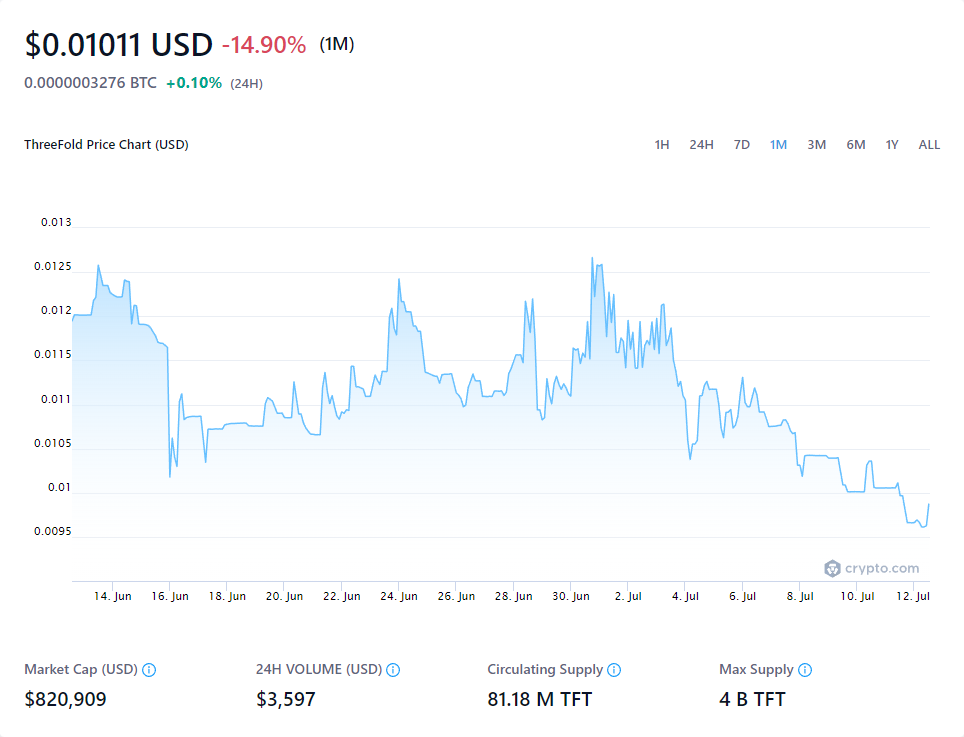 $0.01011 USD -14.90% (1M)
0.0000003276 BTC +0.10% (24H)
ThreeFold Price Chart (USD) 1H 24H 7D 1M 3M 6M 1Y ALL
0.013
0.0125
0.012
0.0115
0.011
0.0105
0.01
0.0095
crypto.com
14. Jun 16. Jun 18. Jun 20. Jun 22. Jun 24. Jun 26. Jun 28. Jun 30. Jun 2. Jul 4. Jul 6. Jul 8. Jul 10. Jul 12. Jul
Market Cap (USD) 24H VOLUME (USD) Circulating Supply Max Supply
$820,909 $3,597 81.18 M TFT 4 B TFT